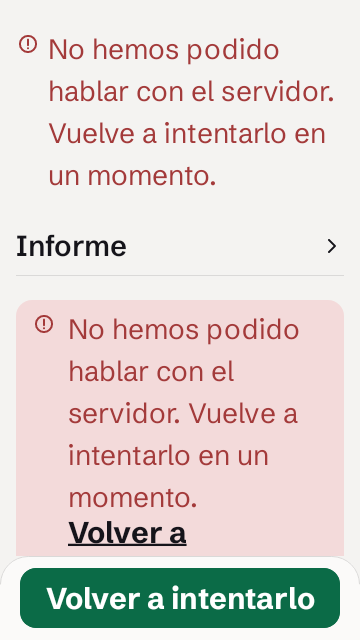 No hemos podido
hablar con el servidor.
Vuelve a intentarlo en
un momento.
Informe
No hemos podido
hablar con el
servidor. Vuelve a
intentarlo en un
momento.
Volver a
Volver a intentarlo